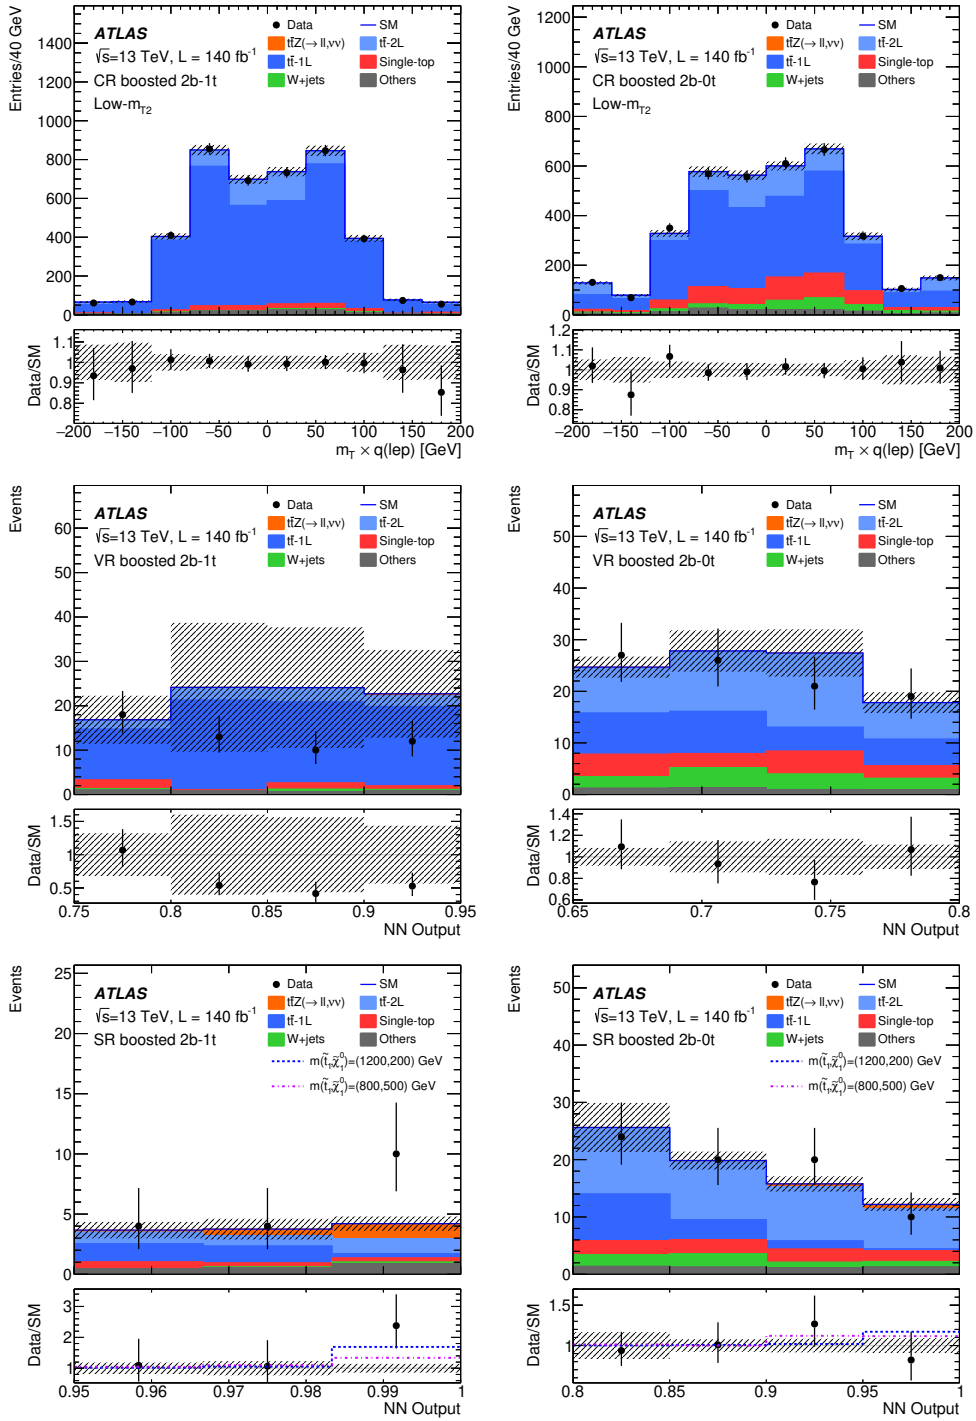 Entries/40 GeV
1400
1200
1000
800
600
400
200
0
ATLAS
√s=13 TeV, L = 140 fb⁻¹
CR boosted 2b-1t
Low-m_T2
Data
SM
tt̄Z(→ll,νν)
tt̄-2L
tt̄-1L
Single-top
W+jets
Others
Data/SM
1.1
1
0.9
0.8
−200 −150 −100 −50 0 50 100 150 200
m_T × q(lep) [GeV]
Entries/40 GeV
1200
1000
800
600
400
200
0
ATLAS
√s=13 TeV, L = 140 fb⁻¹
CR boosted 2b-0t
Low-m_T2
Data
SM
tt̄Z(→ll,νν)
tt̄-2L
tt̄-1L
Single-top
W+jets
Others
Data/SM
1.2
1.1
1
0.9
0.8
−200 −150 −100 −50 0 50 100 150 200
m_T × q(lep) [GeV]
Events
60
50
40
30
20
10
0
ATLAS
√s=13 TeV, L = 140 fb⁻¹
VR boosted 2b-1t
Data
SM
tt̄Z(→ll,νν)
tt̄-2L
tt̄-1L
Single-top
W+jets
Others
Data/SM
1.5
1
0.5
0.75 0.8 0.85 0.9 0.95
NN Output
Events
50
40
30
20
10
0
ATLAS
√s=13 TeV, L = 140 fb⁻¹
VR boosted 2b-0t
Data
SM
tt̄Z(→ll,νν)
tt̄-2L
tt̄-1L
Single-top
W+jets
Others
Data/SM
1.4
1.2
1
0.8
0.6
0.65 0.7 0.75 0.8
NN Output
Events
25
20
15
10
5
0
ATLAS
√s=13 TeV, L = 140 fb⁻¹
SR boosted 2b-1t
Data
SM
tt̄Z(→ll,νν)
tt̄-2L
tt̄-1L
Single-top
W+jets
Others
m(t̃₁,χ̃₁⁰)=(1200,200) GeV
m(t̃₁,χ̃₁⁰)=(800,500) GeV
Data/SM
3
2
1
0.95 0.96 0.97 0.98 0.99 1
NN Output
Events
50
40
30
20
10
0
ATLAS
√s=13 TeV, L = 140 fb⁻¹
SR boosted 2b-0t
Data
SM
tt̄Z(→ll,νν)
tt̄-2L
tt̄-1L
Single-top
W+jets
Others
m(t̃₁,χ̃₁⁰)=(1200,200) GeV
m(t̃₁,χ̃₁⁰)=(800,500) GeV
Data/SM
1.5
1
0.8 0.85 0.9 0.95 1
NN Output